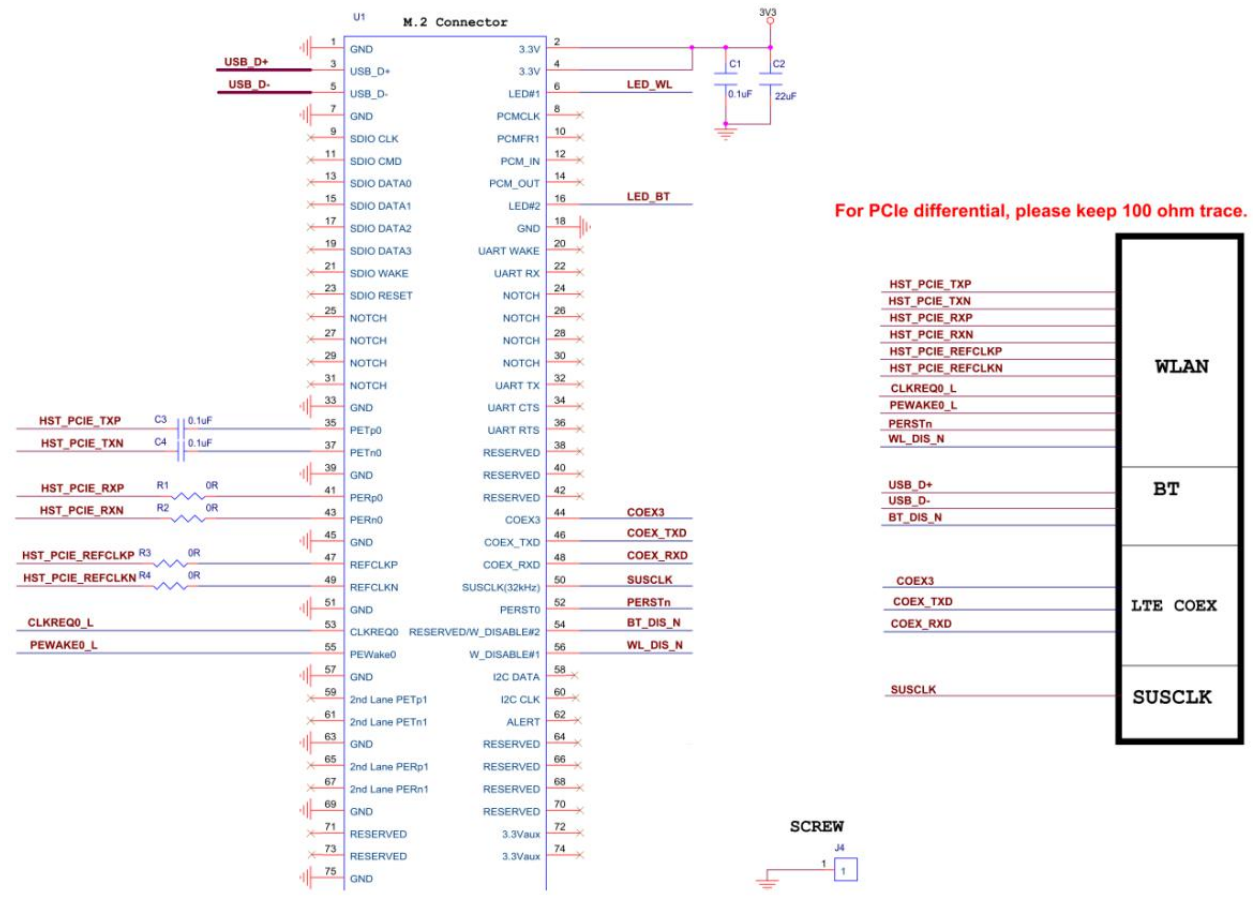 U1 M.2 Connector
3V3
1 GND 3.3V 2
USB_D+ 3 USB_D+ 3.3V 4
C1 C2
USB_D- 5 USB_D- LED#1 6 LED_WL
0.1uF 22uF
7 GND PCMCLK 8
9 SDIO CLK PCMFR1 10
11 SDIO CMD PCM_IN 12
13 SDIO DATA0 PCM_OUT 14
15 SDIO DATA1 LED#2 16 LED_BT
17 SDIO DATA2 GND 18
19 SDIO DATA3 UART WAKE 20
21 SDIO WAKE UART RX 22
23 SDIO RESET NOTCH 24
25 NOTCH NOTCH 26
27 NOTCH NOTCH 28
29 NOTCH NOTCH 30
31 NOTCH UART TX 32
33 GND UART CTS 34
HST_PCIE_TXP C3 0.1uF 35 PETp0 UART RTS 36
HST_PCIE_TXN C4 0.1uF 37 PETn0 RESERVED 38
39 GND RESERVED 40
HST_PCIE_RXP R1 0R 41 PERp0 RESERVED 42
HST_PCIE_RXN R2 0R 43 PERn0 COEX3 44 COEX3
45 GND COEX_TXD 46 COEX_TXD
HST_PCIE_REFCLKP R3 0R 47 REFCLKP COEX_RXD 48 COEX_RXD
HST_PCIE_REFCLKN R4 0R 49 REFCLKN SUSCLK(32kHz) 50 SUSCLK
51 GND PERST0 52 PERSTn
CLKREQ0_L 53 CLKREQ0 RESERVED/W_DISABLE#2 54 BT_DIS_N
PEWAKE0_L 55 PEWake0 W_DISABLE#1 56 WL_DIS_N
57 GND I2C DATA 58
59 2nd Lane PETp1 I2C CLK 60
61 2nd Lane PETn1 ALERT 62
63 GND RESERVED 64
65 2nd Lane PERp1 RESERVED 66
67 2nd Lane PERn1 RESERVED 68
69 GND RESERVED 70
71 RESERVED 3.3Vaux 72
73 RESERVED 3.3Vaux 74
75 GND
For PCIe differential, please keep 100 ohm trace.
HST_PCIE_TXP
HST_PCIE_TXN
HST_PCIE_RXP
HST_PCIE_RXN
HST_PCIE_REFCLKP
HST_PCIE_REFCLKN
CLKREQ0_L
PEWAKE0_L
PERSTn
WL_DIS_N
WLAN
USB_D+
USB_D-
BT_DIS_N
BT
COEX3
COEX_TXD
COEX_RXD
LTE COEX
SUSCLK
SUSCLK
SCREW
J4
1 1